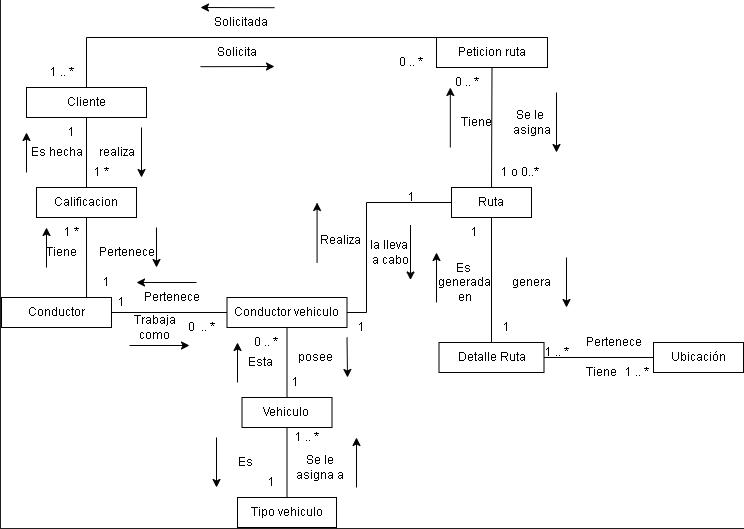 Solicitada
Solicita
Peticion ruta
0..*
1 .. *
0..*
Cliente
1
Tiene
Se le
asigna
Es hecha
realiza
1 *
1 o 0..*
Calificacion
1
Ruta
1 *
1
Realiza
la lleva
a cabo
Tiene
Pertenece
Es
generada
en
genera
1
1
Pertenece
Conductor
Conductor vehiculo
Trabaja
como
0 ..*
1
1
0 ..*
Esta
posee
Detalle Ruta
1..*
Pertenece
Tiene
1 ..*
Ubicación
1
Vehiculo
1 .. *
Es
Se le
asigna a
1
Tipo vehiculo